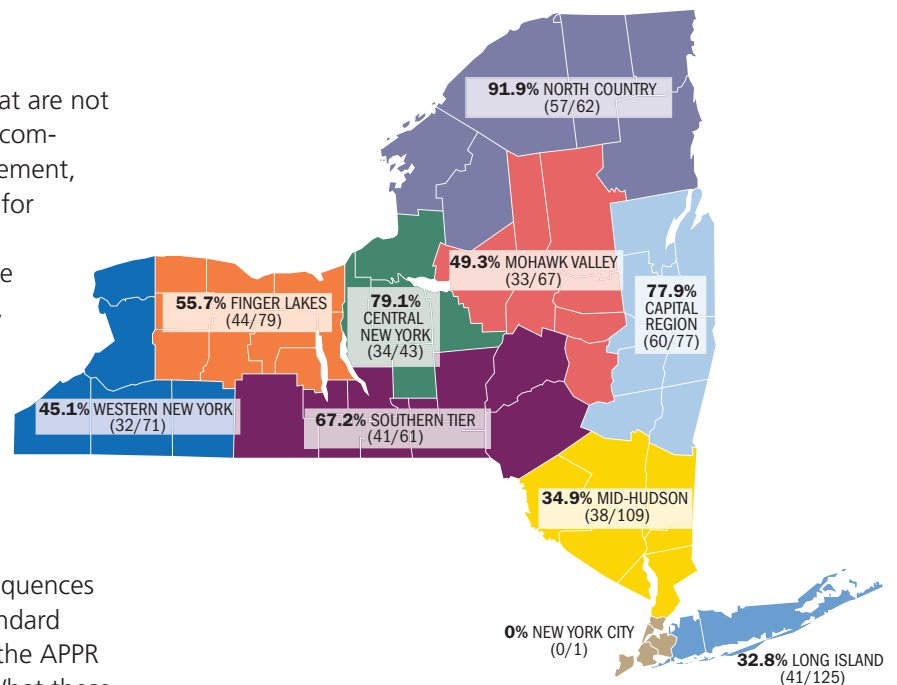 at are not
com-
ement,
for
e
91.9% NORTH COUNTRY
(57/62)
49.3% MOHAWK VALLEY
(33/67)
77.9%
CAPITAL
REGION
(60/77)
55.7% FINGER LAKES
(44/79)
79.1%
CENTRAL
NEW YORK
(34/43)
45.1% WESTERN NEW YORK
(32/71)
67.2% SOUTHERN TIER
(41/61)
34.9% MID-HUDSON
(38/109)
0% NEW YORK CITY
(0/1)
32.8% LONG ISLAND
(41/125)
quences
ndard
the APPR